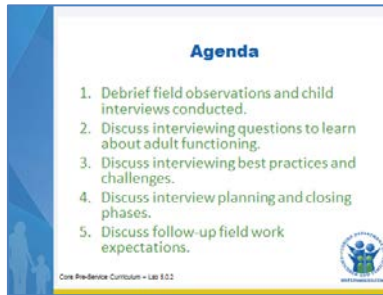 Agenda
1. Debrief field observations and child
interviews conducted.
2. Discuss interviewing questions to learn
about adult functioning.
3. Discuss interviewing best practices and
challenges.
4. Discuss interview planning and closing
phases.
5. Discuss follow-up field work
expectations.
Core Pre-Service Curriculum – Lab 5.0.2